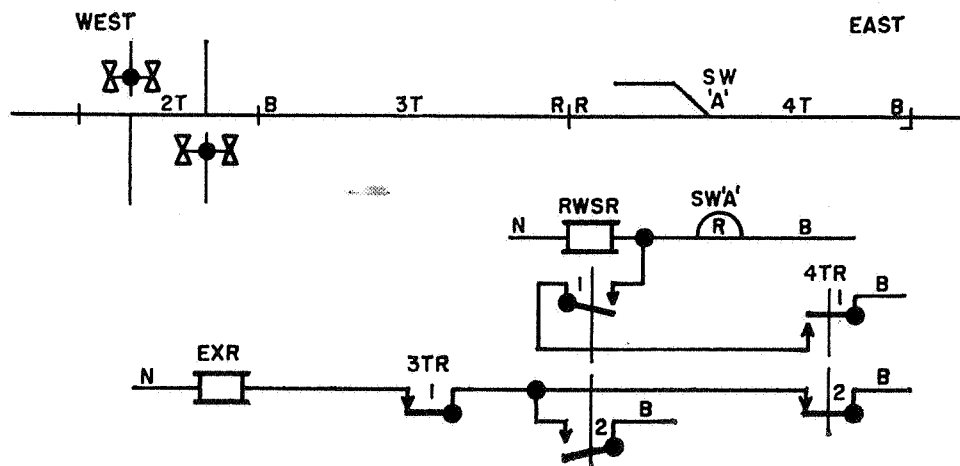 WEST
EAST
SW
'A'
2T B 3T R R 4T B
SW'A'
RWSR
N R B
4TR
1 1 B
EXR
3TR
N 1 2 B
2 B